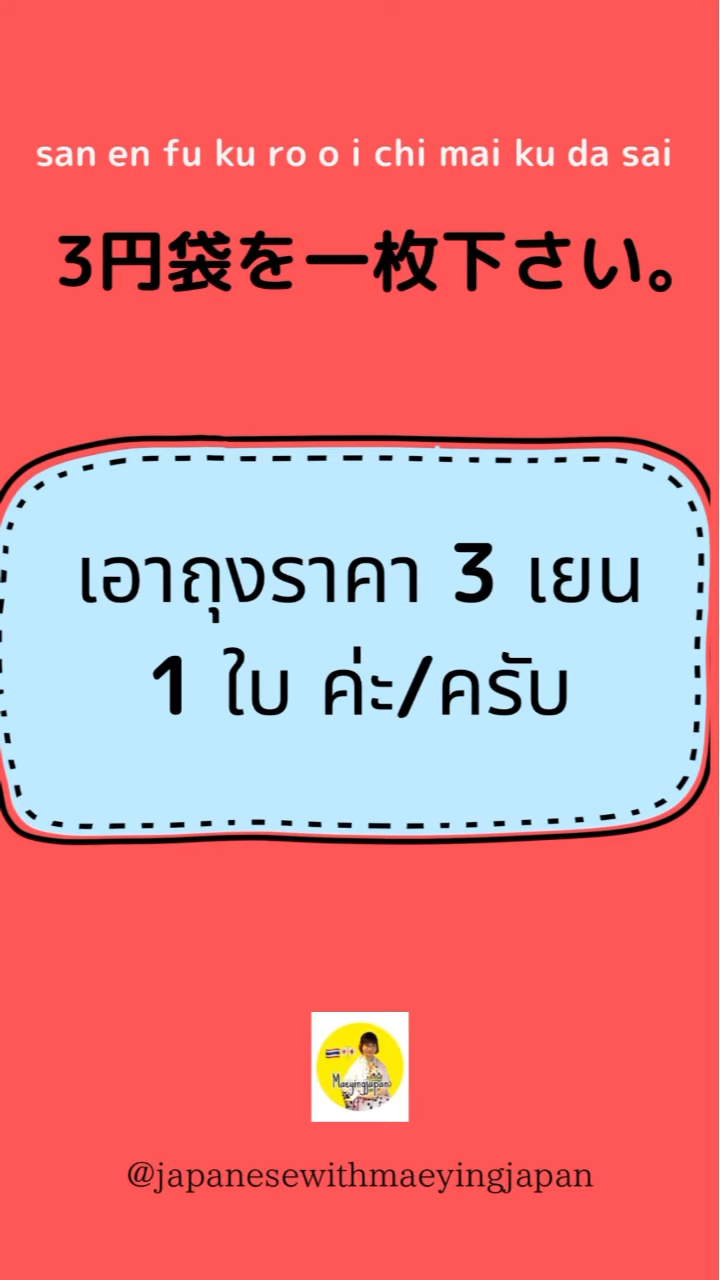 san en fu ku ro o i chi mai ku da sai
3円袋を一枚下さい。
เอาถุงราคา 3 เยน
1 ใบ ค่ะ/ครับ
Maeyingjapan
@japanesewithmaeyingjapan